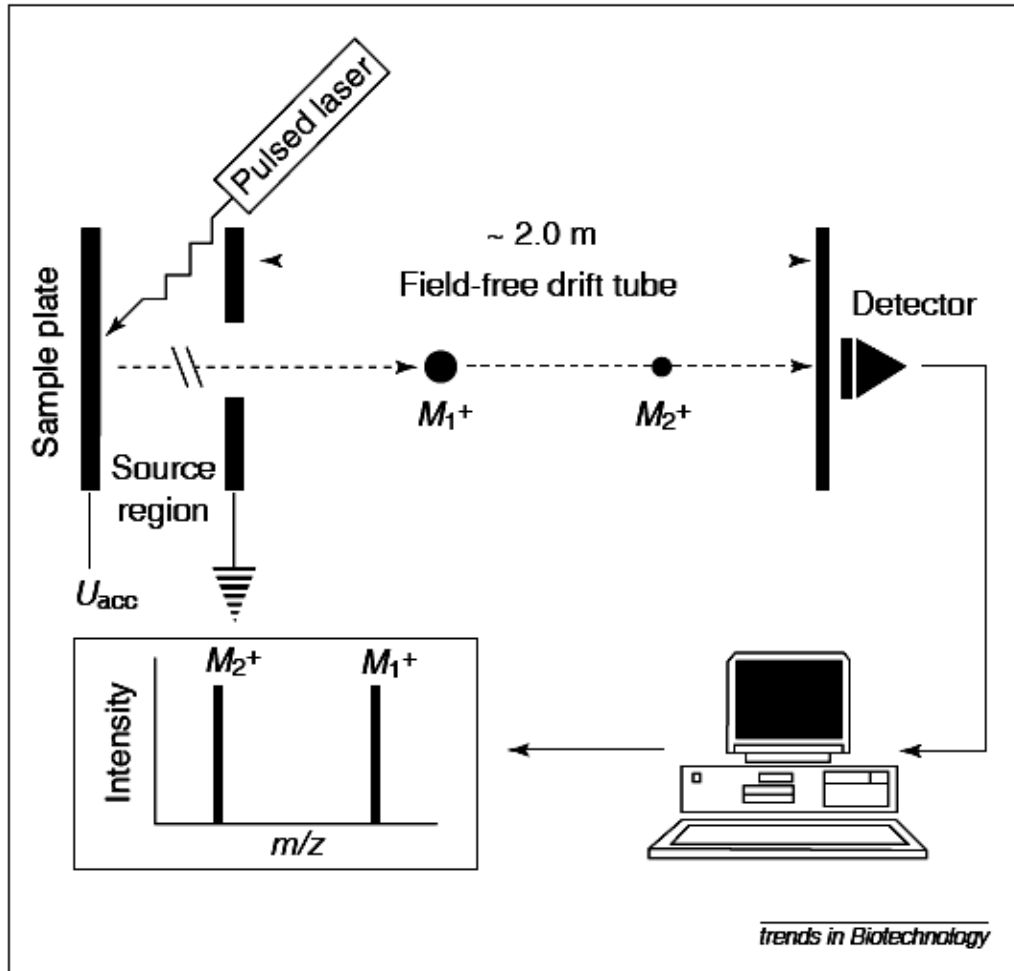 Pulsed laser
~ 2.0 m
Field-free drift tube
Detector
Sample plate
M₁⁺
M₂⁺
Source
region
Uacc
M₂⁺
M₁⁺
Intensity
m/z
trends in Biotechnology